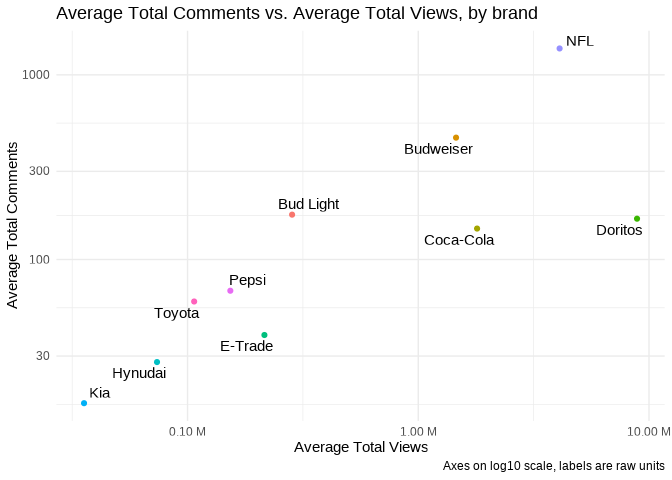 Average Total Comments vs. Average Total Views, by brand
NFL
1000
Budweiser
300
Bud Light
Doritos
Coca-Cola
100
Pepsi
Toyota
E-Trade
30
Hynudai
Kia
Average Total Comments
0.10 M
1.00 M
10.00 M
Average Total Views
Axes on log10 scale, labels are raw units